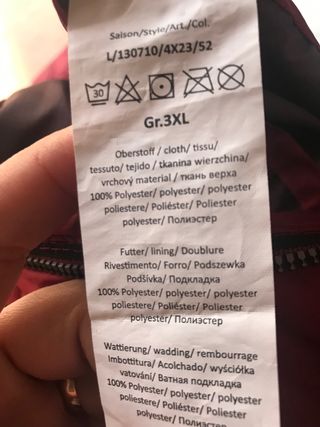 Saison/Style/Art./Col.
L/130710/4X23/52
30
Gr.3XL
Oberstoff / cloth/ tissu/
tessuto/ tejido / tkanina wierzchina/
vrchový material / ткань верха
100% Polyester/ polyester/ polyester
poliestere/ Poliéster/ Poliester
polyester/ Полиэстер
Futter/ lining/ Doublure
Rivestimento/ Forro/ Podszewka
Podšívka/ Подкладка
100% Polyester/ polyester/ polyester
poliestere/ Poliéster/ Poliester
polyester/ Полиэстер
Wattierung/ wadding/ rembourrage
Imbottitura/ Acolchado/ wyściółka
vatování/ Ватная подкладка
100% Polyester/ polyester/ polyester
poliestere/ Poliéster/ Poliester
polyester/ Полиэстер